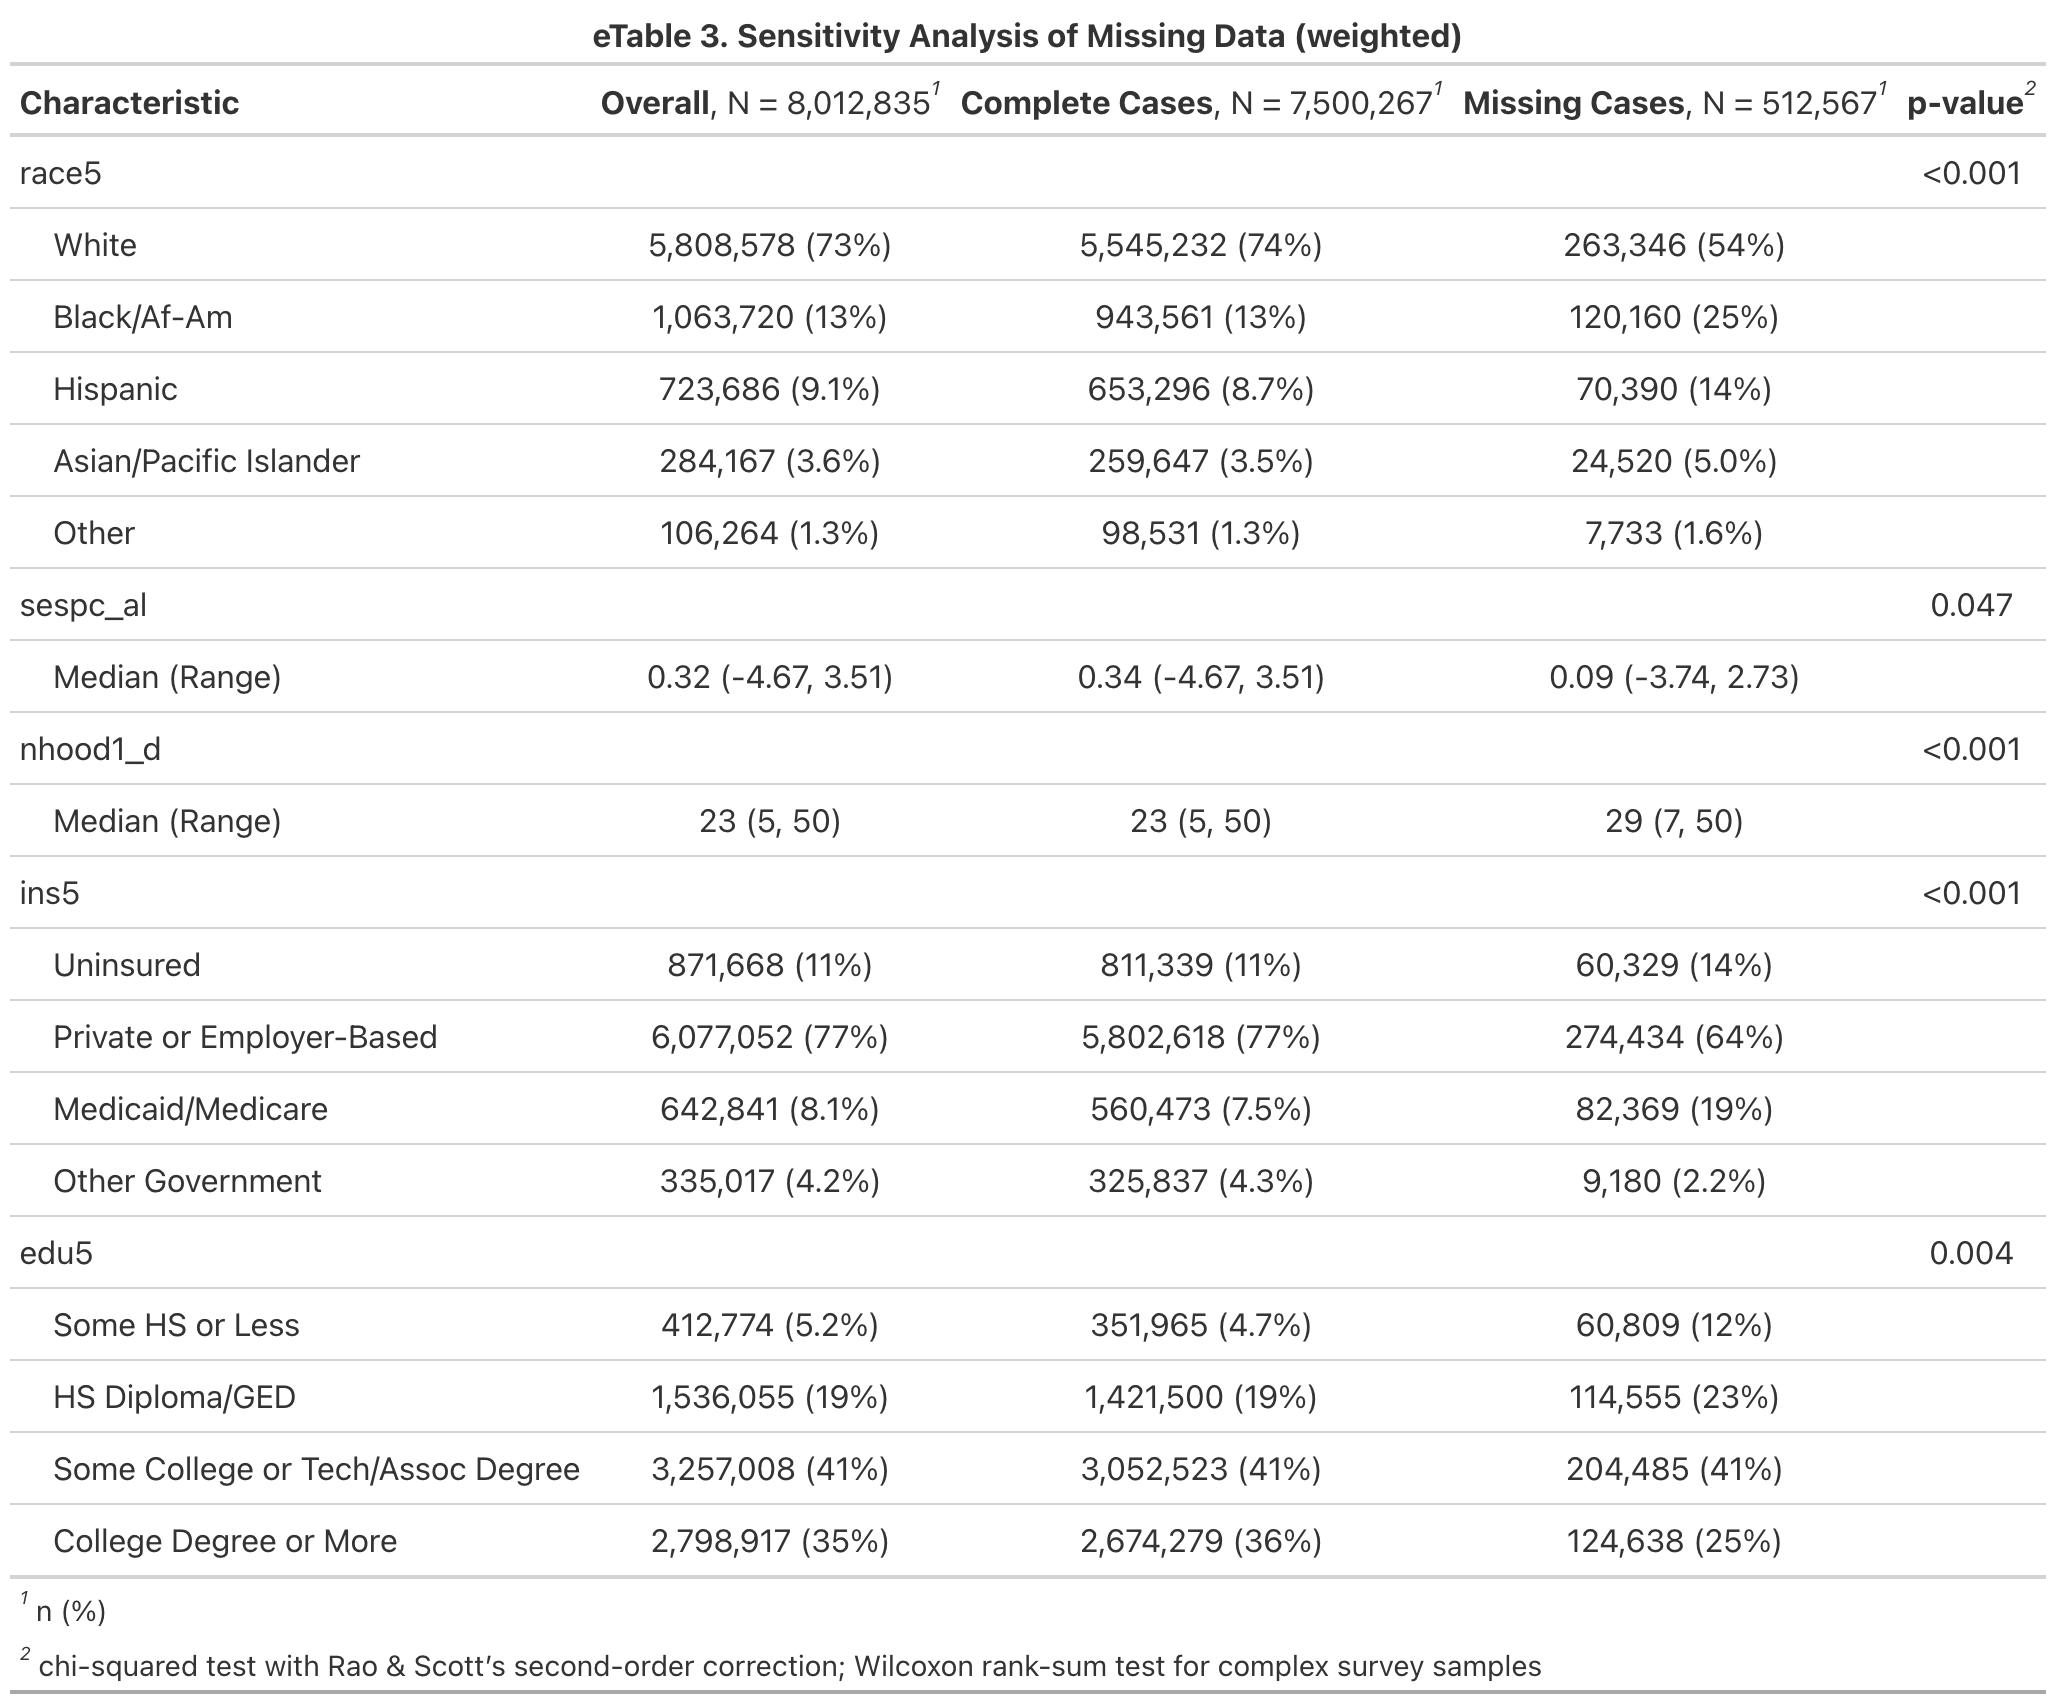 eTable 3. Sensitivity Analysis of Missing Data (weighted)
Characteristic Overall, N = 8,012,835¹ Complete Cases, N = 7,500,267¹ Missing Cases, N = 512,567¹ p-value²
race5 <0.001
White 5,808,578 (73%) 5,545,232 (74%) 263,346 (54%)
Black/Af-Am 1,063,720 (13%) 943,561 (13%) 120,160 (25%)
Hispanic 723,686 (9.1%) 653,296 (8.7%) 70,390 (14%)
Asian/Pacific Islander 284,167 (3.6%) 259,647 (3.5%) 24,520 (5.0%)
Other 106,264 (1.3%) 98,531 (1.3%) 7,733 (1.6%)
sespc_al 0.047
Median (Range) 0.32 (-4.67, 3.51) 0.34 (-4.67, 3.51) 0.09 (-3.74, 2.73)
nhood1_d <0.001
Median (Range) 23 (5, 50) 23 (5, 50) 29 (7, 50)
ins5 <0.001
Uninsured 871,668 (11%) 811,339 (11%) 60,329 (14%)
Private or Employer-Based 6,077,052 (77%) 5,802,618 (77%) 274,434 (64%)
Medicaid/Medicare 642,841 (8.1%) 560,473 (7.5%) 82,369 (19%)
Other Government 335,017 (4.2%) 325,837 (4.3%) 9,180 (2.2%)
edu5 0.004
Some HS or Less 412,774 (5.2%) 351,965 (4.7%) 60,809 (12%)
HS Diploma/GED 1,536,055 (19%) 1,421,500 (19%) 114,555 (23%)
Some College or Tech/Assoc Degree 3,257,008 (41%) 3,052,523 (41%) 204,485 (41%)
College Degree or More 2,798,917 (35%) 2,674,279 (36%) 124,638 (25%)
¹ n (%)
² chi-squared test with Rao & Scott’s second-order correction; Wilcoxon rank-sum test for complex survey samples